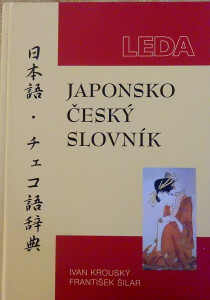 LEDA
日本語・チェコ語辞典
JAPONSKO
ČESKÝ
SLOVNÍK
IVAN KROUSKÝ
FRANTIŠEK ŠILAR